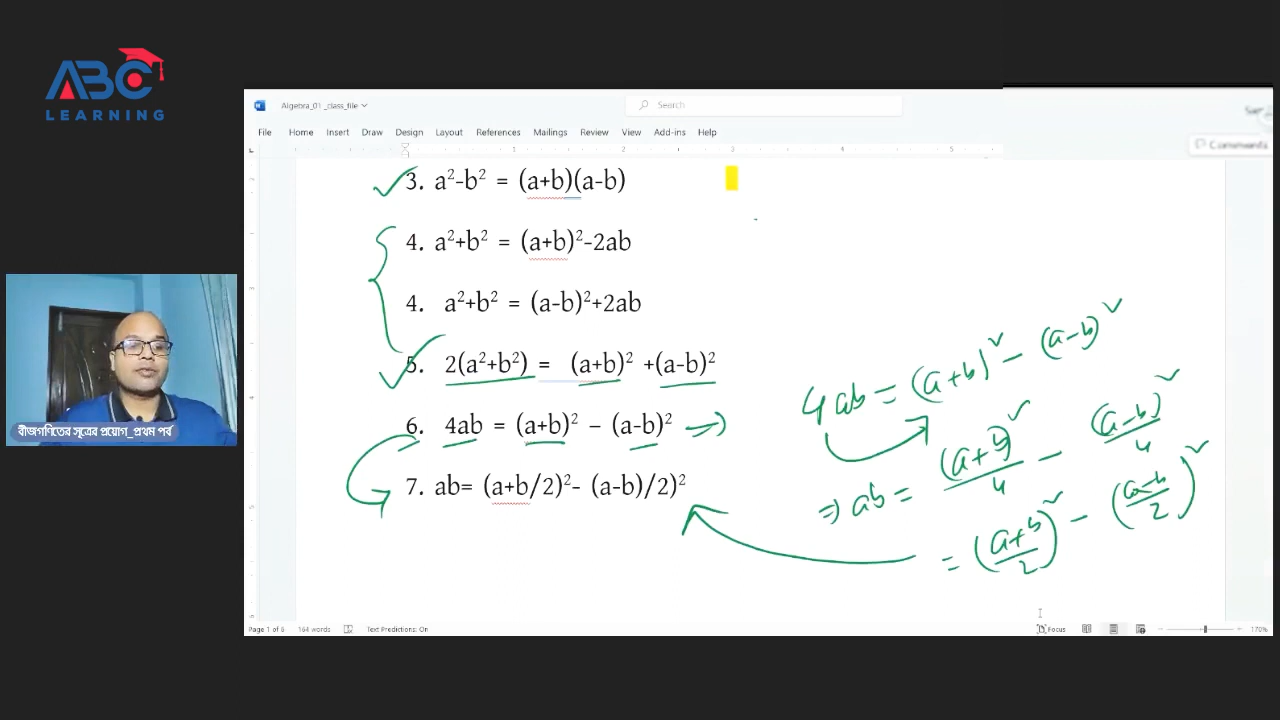 ABC
LEARNING
Algebra_01 _class_file
Search
File Home Insert Draw Design Layout References Mailings Review View Add-ins Help
Comments
3. a²-b² = (a+b)(a-b)
4. a²+b² = (a+b)²-2ab
4. a²+b² = (a-b)²+2ab
5. 2(a²+b²) = (a+b)² +(a-b)²
6. 4ab = (a+b)² − (a-b)²
7. ab= (a+b/2)²- (a-b)/2)²
4ab = (a+b)² − (a−b)²
⇒ ab = (a+b)²/4 − (a−b)²/4
= (a+b/2)² − (a−b/2)²
বীজগণিতের সূত্রের প্রয়োগ_প্রথম পর্ব
Page 1 of 6 164 words Text Predictions: On Focus 170%